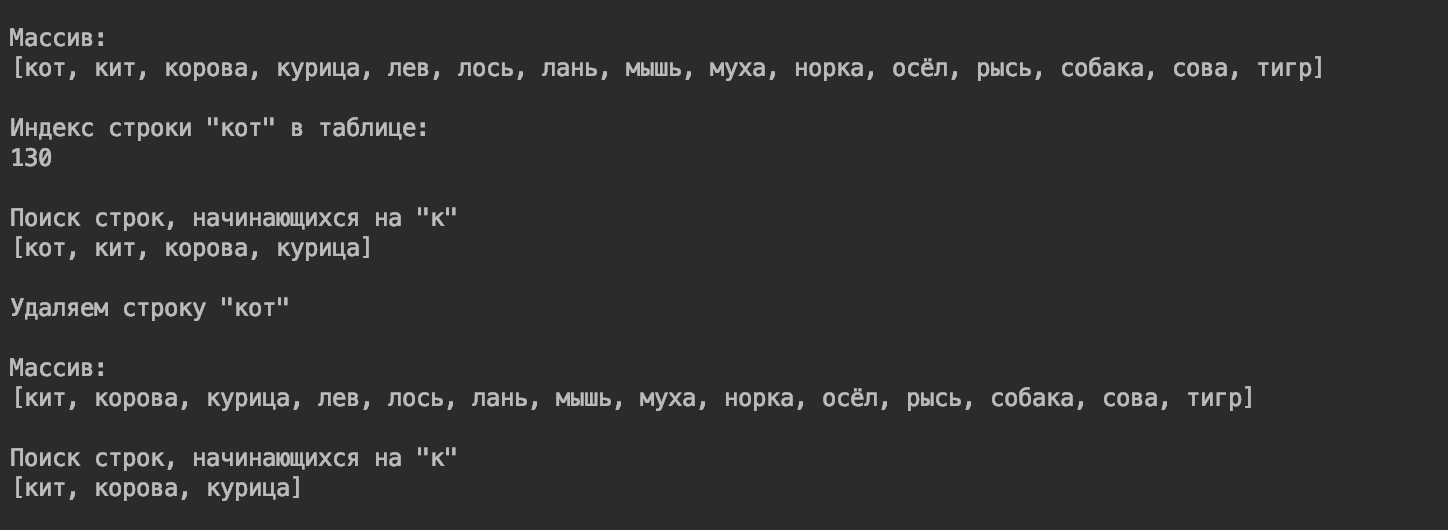 Массив:
[кот, кит, корова, курица, лев, лось, лань, мышь, муха, норка, осёл, рысь, собака, сова, тигр]
Индекс строки "кот" в таблице:
130
Поиск строк, начинающихся на "к"
[кот, кит, корова, курица]
Удаляем строку "кот"
Массив:
[кит, корова, курица, лев, лось, лань, мышь, муха, норка, осёл, рысь, собака, сова, тигр]
Поиск строк, начинающихся на "к"
[кит, корова, курица]